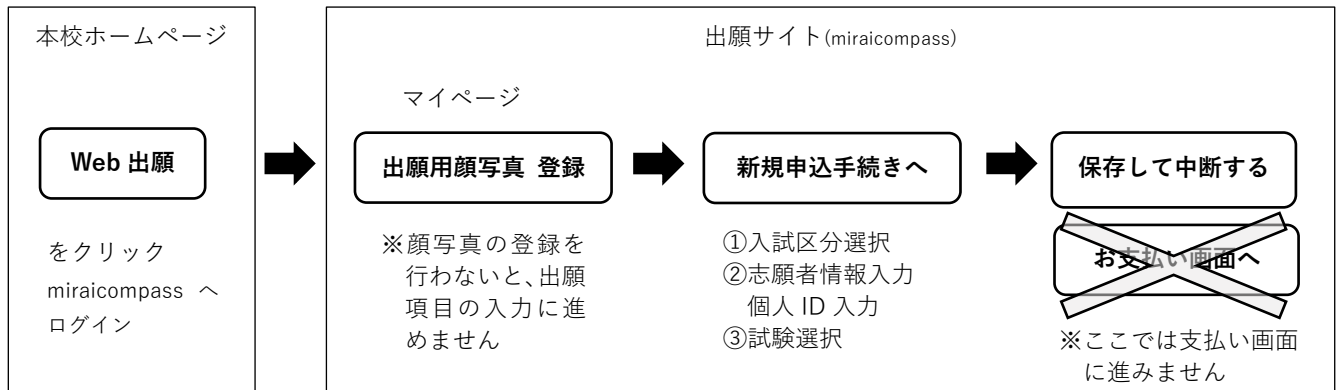 本校ホームページ
Web 出願
をクリック
miraicompass へ
ログイン
出願サイト(miraicompass)
マイページ
出願用顔写真 登録
※顔写真の登録を
行わないと、出願
項目の入力に進
めません
新規申込手続きへ
①入試区分選択
②志願者情報入力
個人 ID 入力
③試験選択
保存して中断する
お支払い画面へ
※ここでは支払い画面
に進みません